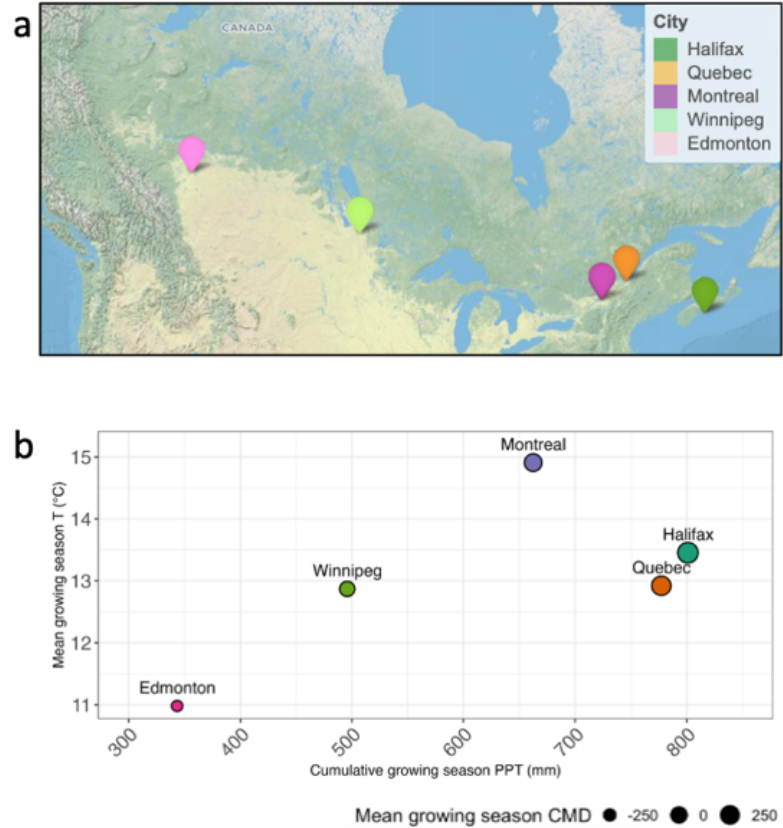 a
CANADA
City
Halifax
Quebec
Montreal
Winnipeg
Edmonton
b
Mean growing season T (°C)
15
14
13
12
11
Montreal
Halifax
Quebec
Winnipeg
Edmonton
300 400 500 600 700 800
Cumulative growing season PPT (mm)
Mean growing season CMD -250 0 250